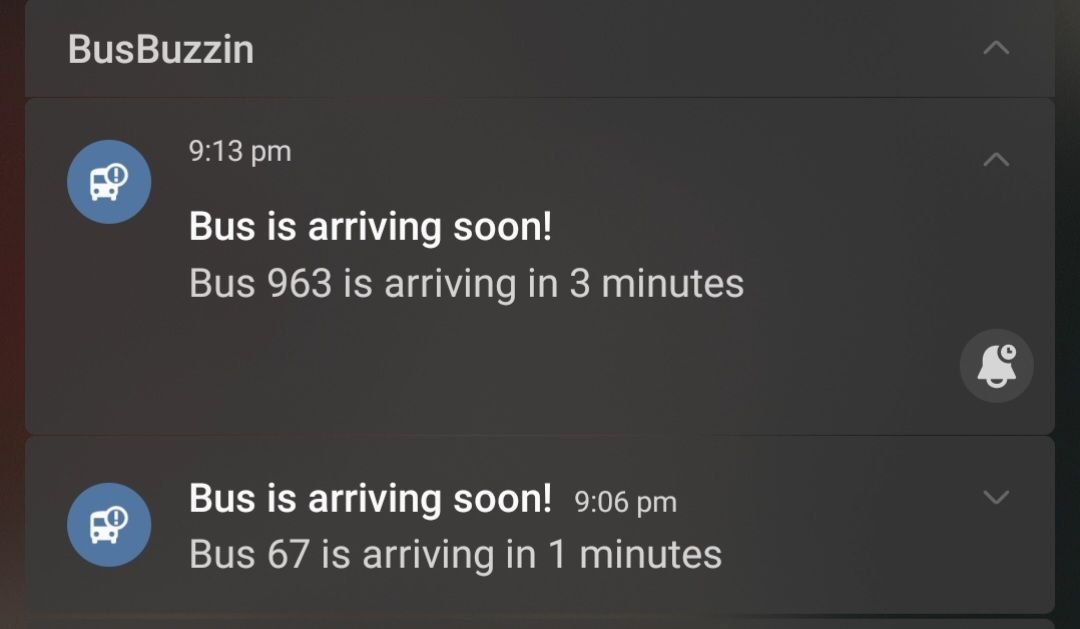 BusBuzzin
9:13 pm
Bus is arriving soon!
Bus 963 is arriving in 3 minutes
Bus is arriving soon! 9:06 pm
Bus 67 is arriving in 1 minutes